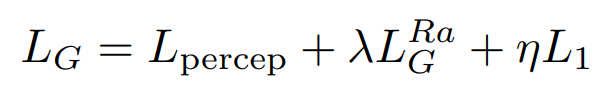 L_G = L_percep + λL_G^{Ra} + ηL_1